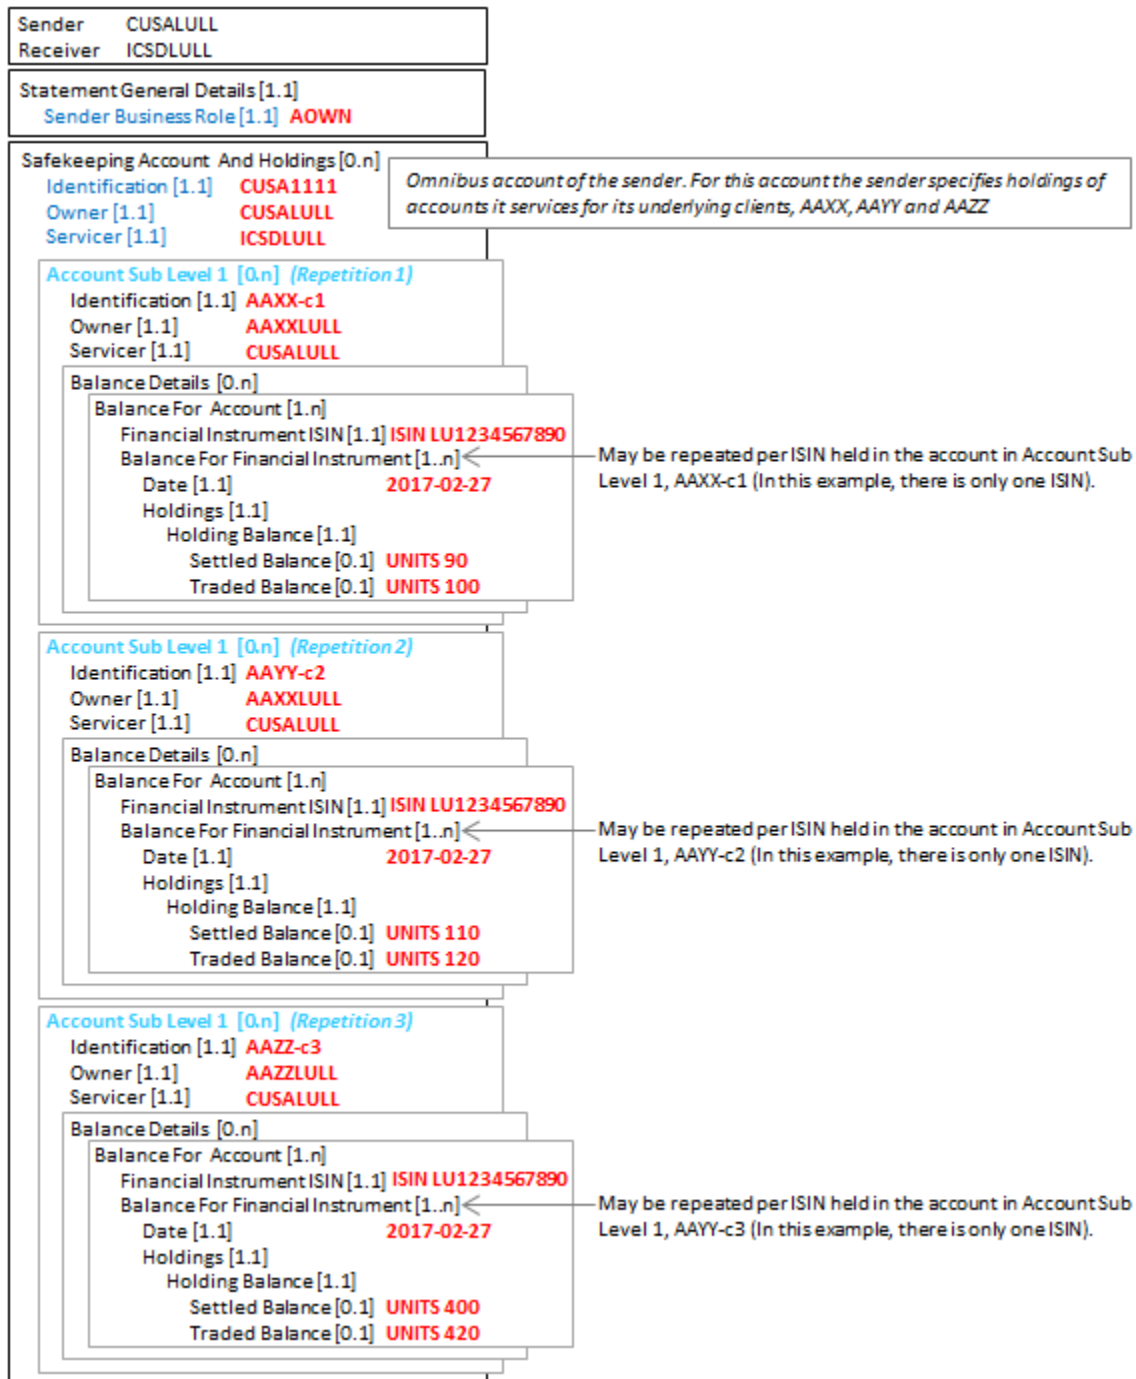 Sender CUSALULL
Receiver ICSDLULL
Statement General Details [1.1]
Sender Business Role [1.1] AOWN
Safekeeping Account And Holdings [0.n]
Identification [1.1] CUSA1111
Owner [1.1] CUSALULL
Servicer [1.1] ICSDLULL
Omnibus account of the sender. For this account the sender specifies holdings of
accounts it services for its underlying clients, AAXX, AAYY and AAZZ
Account Sub Level 1 [0.n] (Repetition 1)
Identification [1.1] AAXX-c1
Owner [1.1] AAXXLULL
Servicer [1.1] CUSALULL
Balance Details [0.n]
Balance For Account [1.n]
Financial Instrument ISIN [1.1] ISIN LU1234567890
Balance For Financial Instrument [1..n]
Date [1.1] 2017-02-27
Holdings [1.1]
Holding Balance [1.1]
Settled Balance [0.1] UNITS 90
Traded Balance [0.1] UNITS 100
May be repeated per ISIN held in the account in Account Sub
Level 1, AAXX-c1 (In this example, there is only one ISIN).
Account Sub Level 1 [0.n] (Repetition 2)
Identification [1.1] AAYY-c2
Owner [1.1] AAXXLULL
Servicer [1.1] CUSALULL
Balance Details [0.n]
Balance For Account [1.n]
Financial Instrument ISIN [1.1] ISIN LU1234567890
Balance For Financial Instrument [1..n]
Date [1.1] 2017-02-27
Holdings [1.1]
Holding Balance [1.1]
Settled Balance [0.1] UNITS 110
Traded Balance [0.1] UNITS 120
May be repeated per ISIN held in the account in Account Sub
Level 1, AAYY-c2 (In this example, there is only one ISIN).
Account Sub Level 1 [0.n] (Repetition 3)
Identification [1.1] AAZZ-c3
Owner [1.1] AAZZLULL
Servicer [1.1] CUSALULL
Balance Details [0.n]
Balance For Account [1.n]
Financial Instrument ISIN [1.1] ISIN LU1234567890
Balance For Financial Instrument [1..n]
Date [1.1] 2017-02-27
Holdings [1.1]
Holding Balance [1.1]
Settled Balance [0.1] UNITS 400
Traded Balance [0.1] UNITS 420
May be repeated per ISIN held in the account in Account Sub
Level 1, AAYY-c3 (In this example, there is only one ISIN).